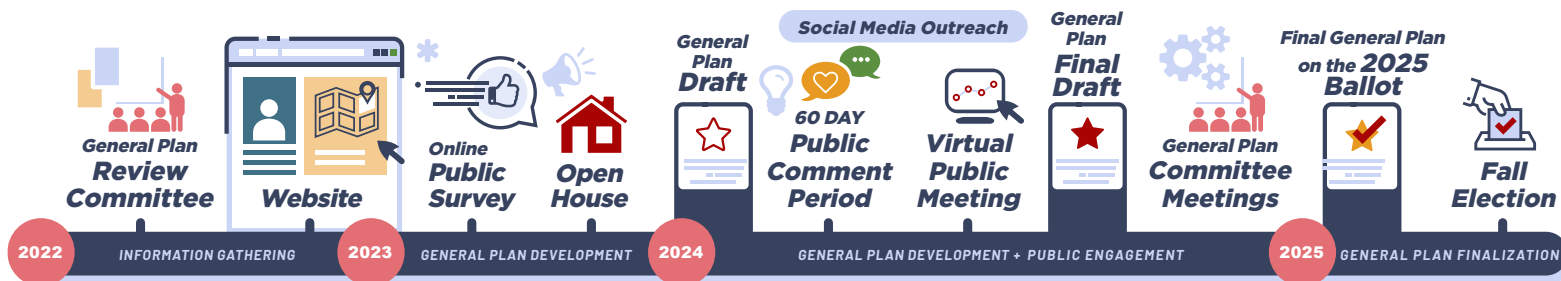 General Plan
Review
Committee
Website
Online
Public
Survey
Open
House
General
Plan
Draft
Social Media Outreach
60 DAY
Public
Comment
Period
Virtual
Public
Meeting
General
Plan
Final
Draft
General Plan
Committee
Meetings
Final General Plan
on the 2025
Ballot
Fall
Election
2022
INFORMATION GATHERING
2023
GENERAL PLAN DEVELOPMENT
2024
GENERAL PLAN DEVELOPMENT + PUBLIC ENGAGEMENT
2025
GENERAL PLAN FINALIZATION